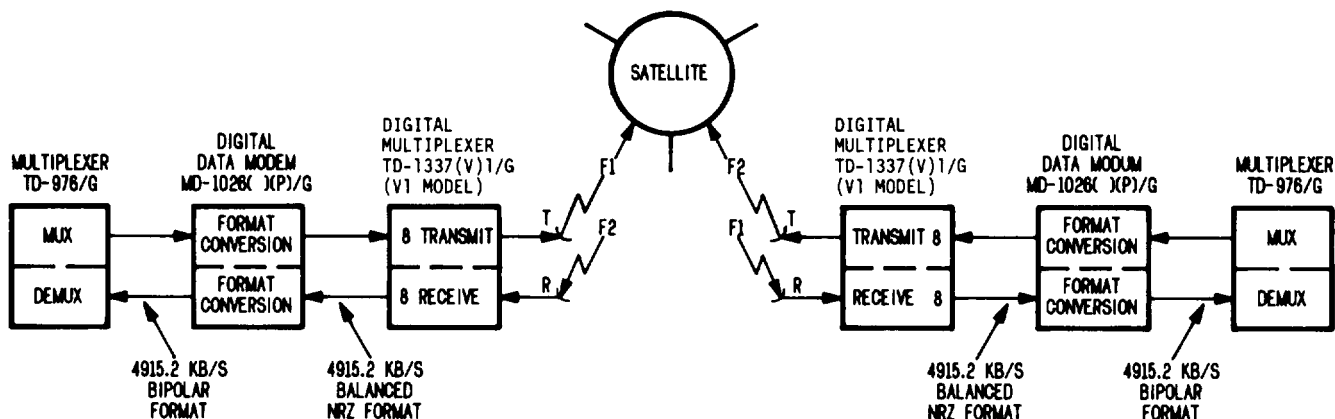 SATELLITE
MULTIPLEXER
TD-976/G
DIGITAL
DATA MODEM
MD-1026( )(P)/G
DIGITAL
MULTIPLEXER
TD-1337(V)1/G
(V1 MODEL)
MUX
DEMUX
FORMAT
CONVERSION
FORMAT
CONVERSION
8 TRANSMIT
8 RECEIVE
T
F1
F2
R
4915.2 KB/S
BIPOLAR
FORMAT
4915.2 KB/S
BALANCED
NRZ FORMAT
DIGITAL
MULTIPLEXER
TD-1337(V)1/G
(V1 MODEL)
DIGITAL
DATA MODUM
MD-1026( )(P)/G
MULTIPLEXER
TD-976/G
F2
F1
T
R
TRANSMIT 8
RECEIVE 8
FORMAT
CONVERSION
FORMAT
CONVERSION
MUX
DEMUX
4915.2 KB/S
BALANCED
NRZ FORMAT
4915.2 KB/S
BIPOLAR
FORMAT